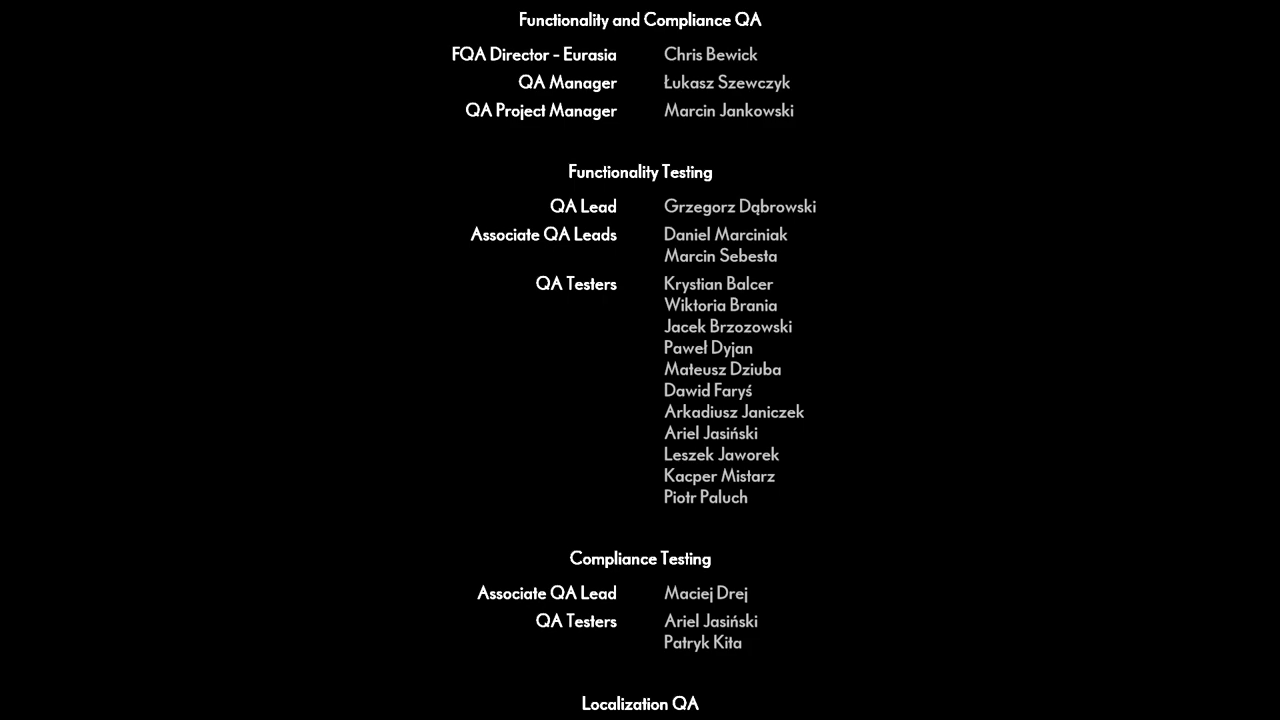 Functionality and Compliance QA
FQA Director - Eurasia Chris Bewick
QA Manager Łukasz Szewczyk
QA Project Manager Marcin Jankowski
Functionality Testing
QA Lead Grzegorz Dąbrowski
Associate QA Leads Daniel Marciniak
Marcin Sebesta
QA Testers Krystian Balcer
Wiktoria Brania
Jacek Brzozowski
Paweł Dyjan
Mateusz Dziuba
Dawid Faryś
Arkadiusz Janiczek
Ariel Jasiński
Leszek Jaworek
Kacper Mistarz
Piotr Paluch
Compliance Testing
Associate QA Lead Maciej Drej
QA Testers Ariel Jasiński
Patryk Kita
Localization QA